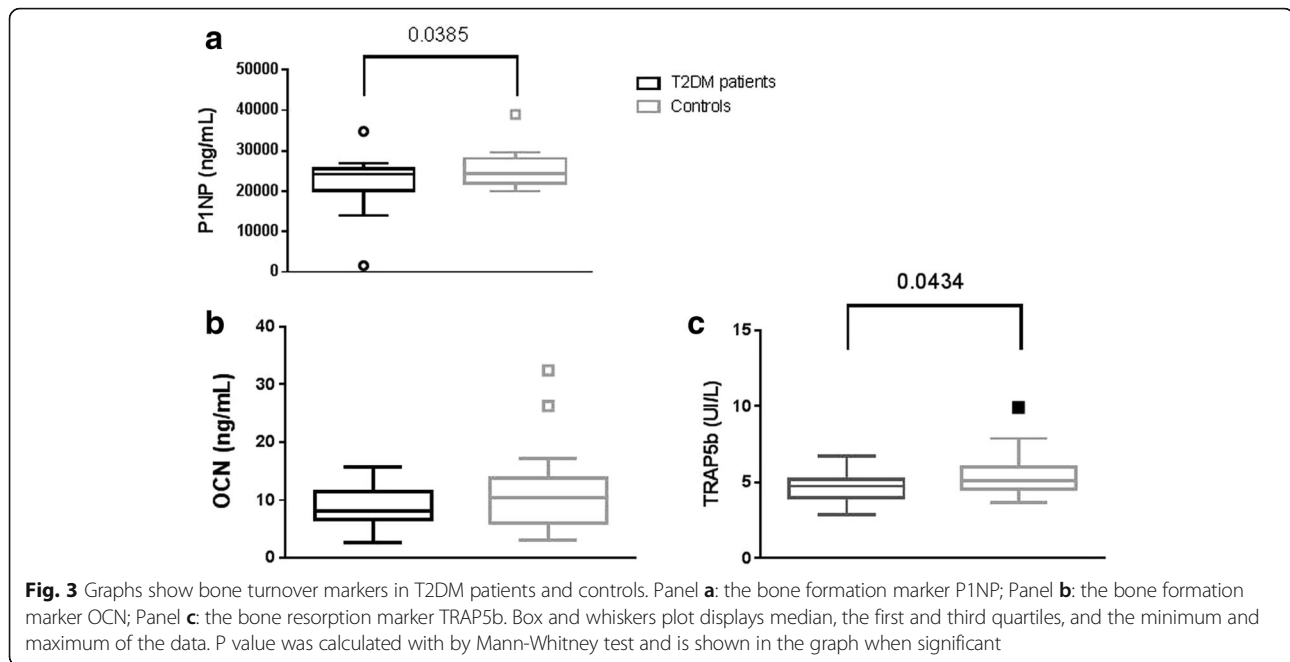 a
0.0385
50000
40000
30000
20000
10000
0
P1NP (ng/mL)
T2DM patients
Controls
b
40
30
20
10
0
OCN (ng/mL)
c
0.0434
15
10
5
0
TRAP5b (UI/L)
Fig. 3 Graphs show bone turnover markers in T2DM patients and controls. Panel a: the bone formation marker P1NP; Panel b: the bone formation
marker OCN; Panel c: the bone resorption marker TRAP5b. Box and whiskers plot displays median, the first and third quartiles, and the minimum and
maximum of the data. P value was calculated with by Mann-Whitney test and is shown in the graph when significant